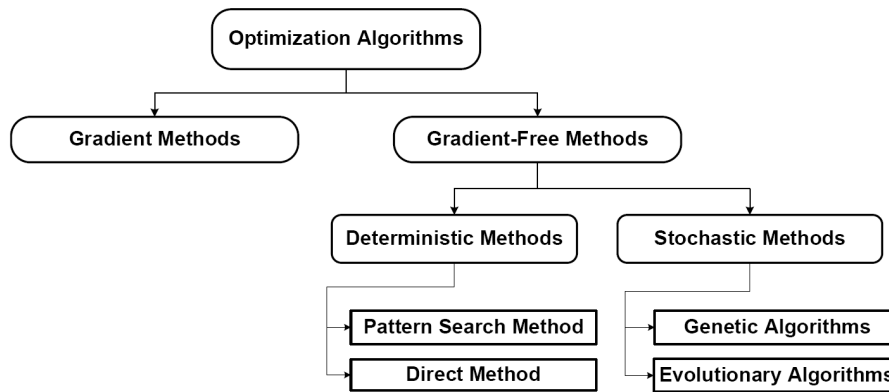 Optimization Algorithms
Gradient Methods
Gradient-Free Methods
Deterministic Methods
Stochastic Methods
Pattern Search Method
Genetic Algorithms
Direct Method
Evolutionary Algorithms